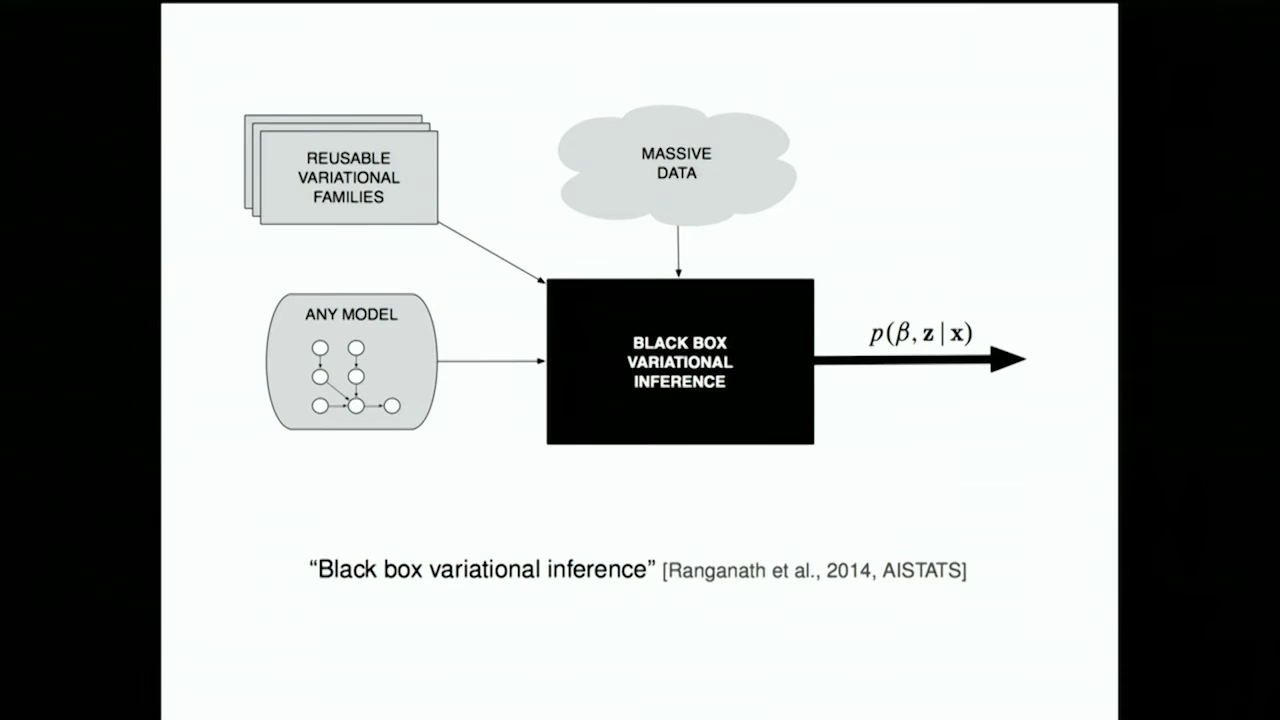 REUSABLE
VARIATIONAL
FAMILIES
MASSIVE
DATA
ANY MODEL
BLACK BOX
VARIATIONAL
INFERENCE
p(β, z | x)
“Black box variational inference” [Ranganath et al., 2014, AISTATS]